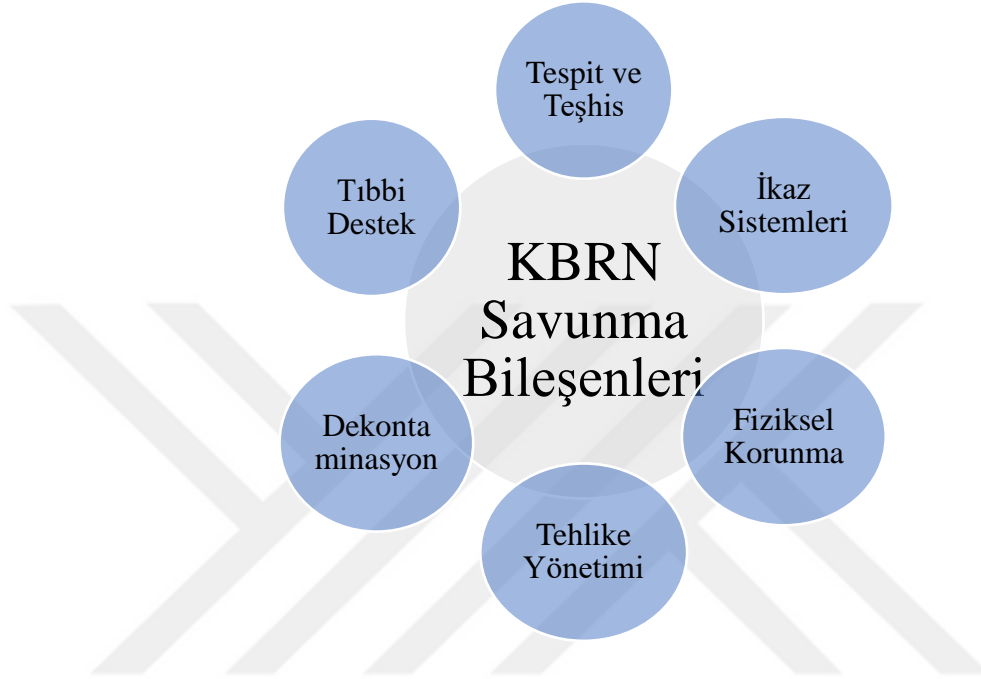 Tespit ve
Teşhis
İkaz
Sistemleri
Fiziksel
Korunma
Tehlike
Yönetimi
Dekonta
minasyon
Tıbbi
Destek
KBRN
Savunma
Bileşenleri